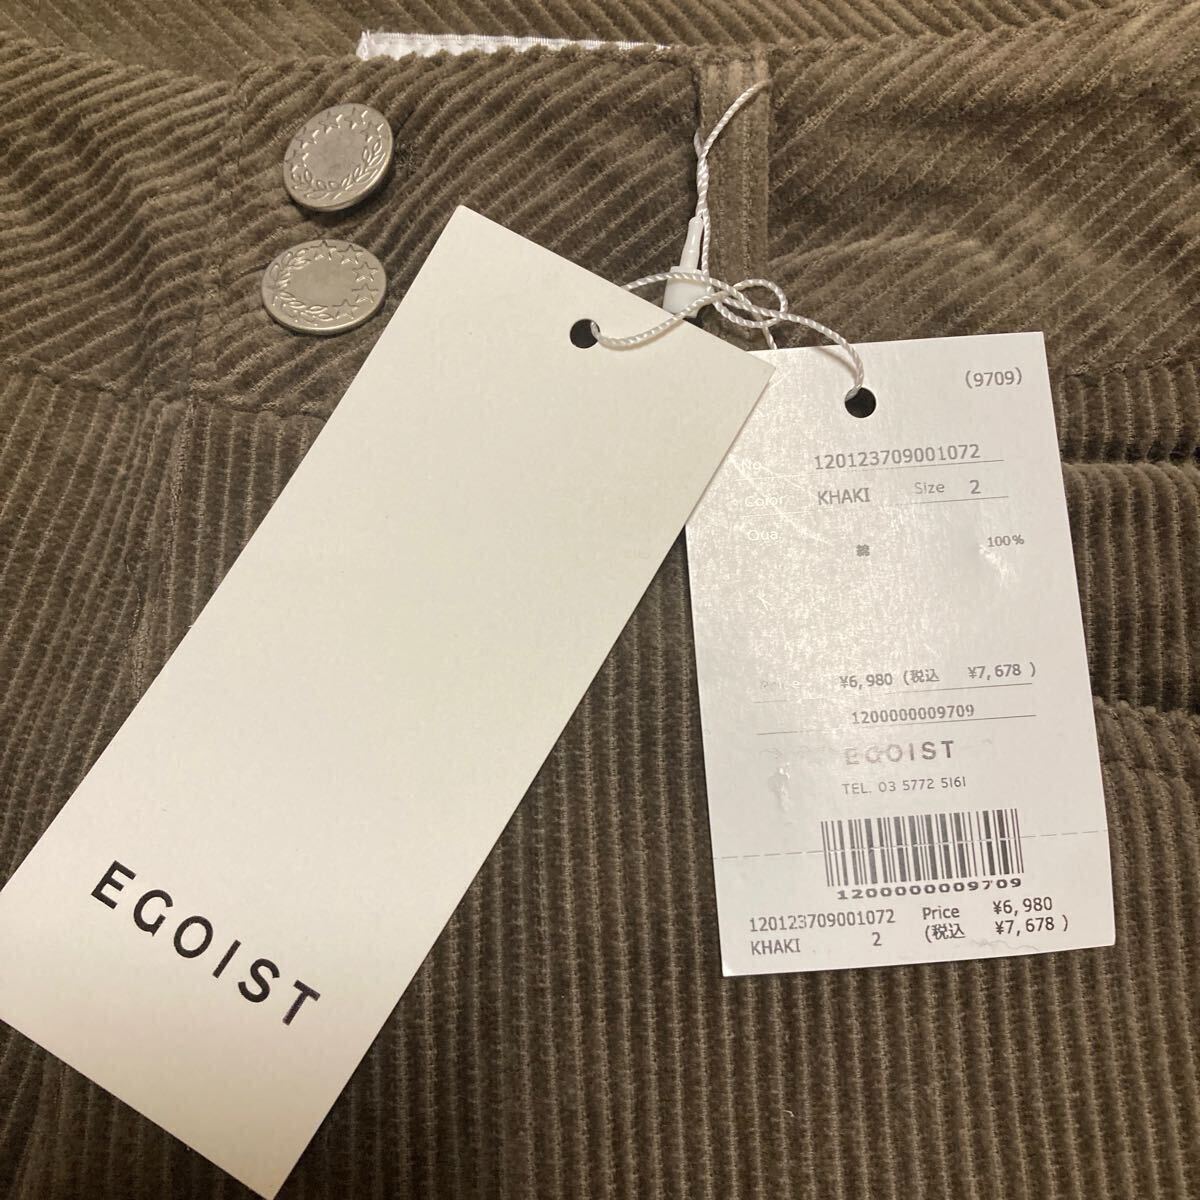 EGOIST
(9709)
No. 120123709001072
Color KHAKI Size 2
Qua
綿 100%
Price ¥6,980 (税込 ¥7,678 )
1200000009709
EGOIST
TEL. 03 5772 5161
1200000009709
120123709001072 Price ¥6,980
KHAKI 2 (税込 ¥7,678 )